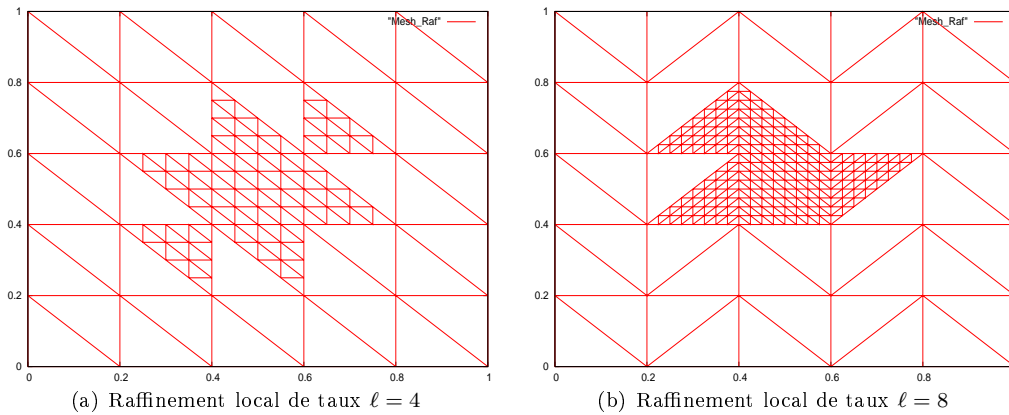 1
"Mesh_Raf"
0.8
0.6
0.4
0.2
0
0 0.2 0.4 0.6 0.8 1
(a) Raffinement local de taux ℓ = 4
1
"Mesh_Raf"
0.8
0.6
0.4
0.2
0
0 0.2 0.4 0.6 0.8
(b) Raffinement local de taux ℓ = 8